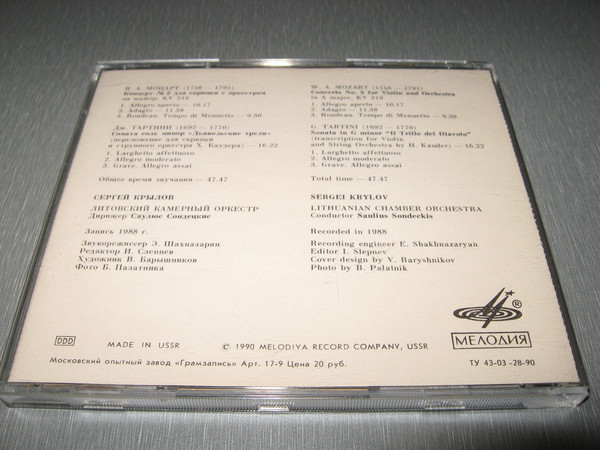 В. А. МОЦАРТ (1756 — 1791)
Концерт № 5 для скрипки с оркестром
ля мажор, KV 219
1. Allegro aperto — 10.17
2. Adagio — 11.38
3. Rondeau. Tempo di Menuetto — 9.30
Дж. ТАРТИНИ (1692 — 1770)
Соната соль минор «Дьявольские трели»
(переложение для скрипки
и струнного оркестра Х. Каудера) — 16.22
1. Larghetto affettuoso
2. Allegro moderato
3. Grave. Allegro assai
Общее время звучания — 47.47
СЕРГЕЙ КРЫЛОВ
ЛИТОВСКИЙ КАМЕРНЫЙ ОРКЕСТР
Дирижер Саулюс Сондецкис
Запись 1988 г.
Звукорежиссер Э. Шахназарян
Редактор И. Слепнев
Художник В. Барышников
Фото Б. Палатника
W. A. MOZART (1756 — 1791)
Concerto No. 5 for Violin and Orchestra
in A major, KV 219
1. Allegro aperto — 10.17
2. Adagio — 11.38
3. Rondeau. Tempo di Menuetto — 9.30
G. TARTINI (1692 — 1770)
Sonata in G minor "Il Trillo del Diavolo"
(transcription for Violin
and String Orchestra by H. Kauder) — 16.22
1. Larghetto affettuoso
2. Allegro moderato
3. Grave. Allegro assai
Total time — 47.47
SERGEI KRYLOV
LITHUANIAN CHAMBER ORCHESTRA
Conductor Saulius Sondeckis
Recorded in 1988
Recording engineer E. Shakhnazaryan
Editor I. Slepnev
Cover design by V. Baryshnikov
Photo by B. Palatnik
®
МЕЛОДИЯ
DDD MADE IN USSR © 1990 MELODIYA RECORD COMPANY, USSR
Московский опытный завод «Грамзапись» Арт. 17-9 Цена 20 руб. ТУ 43-03-28-90